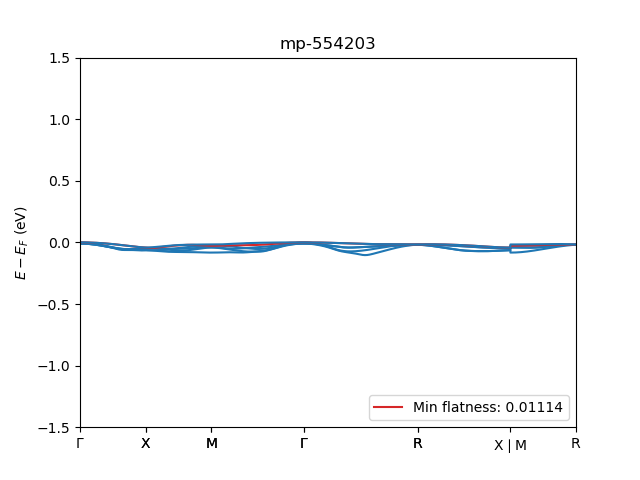 mp-554203
E − E_F (eV)
1.5
1.0
0.5
0.0
−0.5
−1.0
−1.5
Min flatness: 0.01114
Γ X M Γ R X | M R